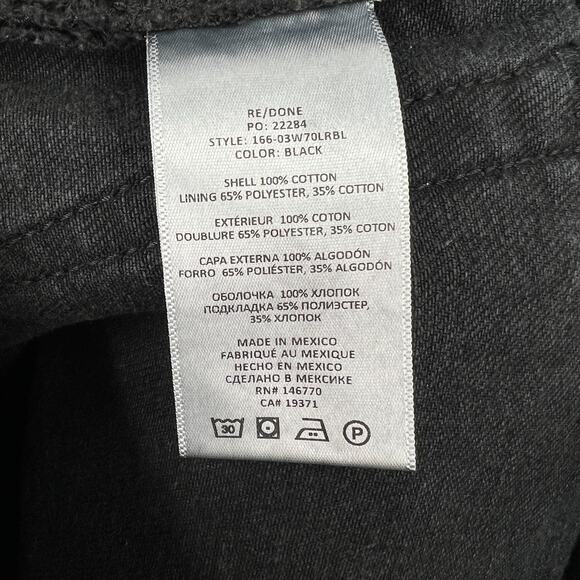 RE/DONE
PO: 22284
STYLE: 166-03W70LRBL
COLOR: BLACK
SHELL 100% COTTON
LINING 65% POLYESTER, 35% COTTON
EXTÉRIEUR 100% COTON
DOUBLURE 65% POLYESTER, 35% COTON
CAPA EXTERNA 100% ALGODÓN
FORRO 65% POLIÉSTER, 35% ALGODÓN
ОБОЛОЧКА 100% ХЛОПОК
ПОДКЛАДКА 65% ПОЛИЭСТЕР,
35% ХЛОПОК
MADE IN MEXICO
FABRIQUÉ AU MEXIQUE
HECHO EN MEXICO
СДЕЛАНО В МЕКСИКЕ
RN# 146770
CA# 19371
30 P